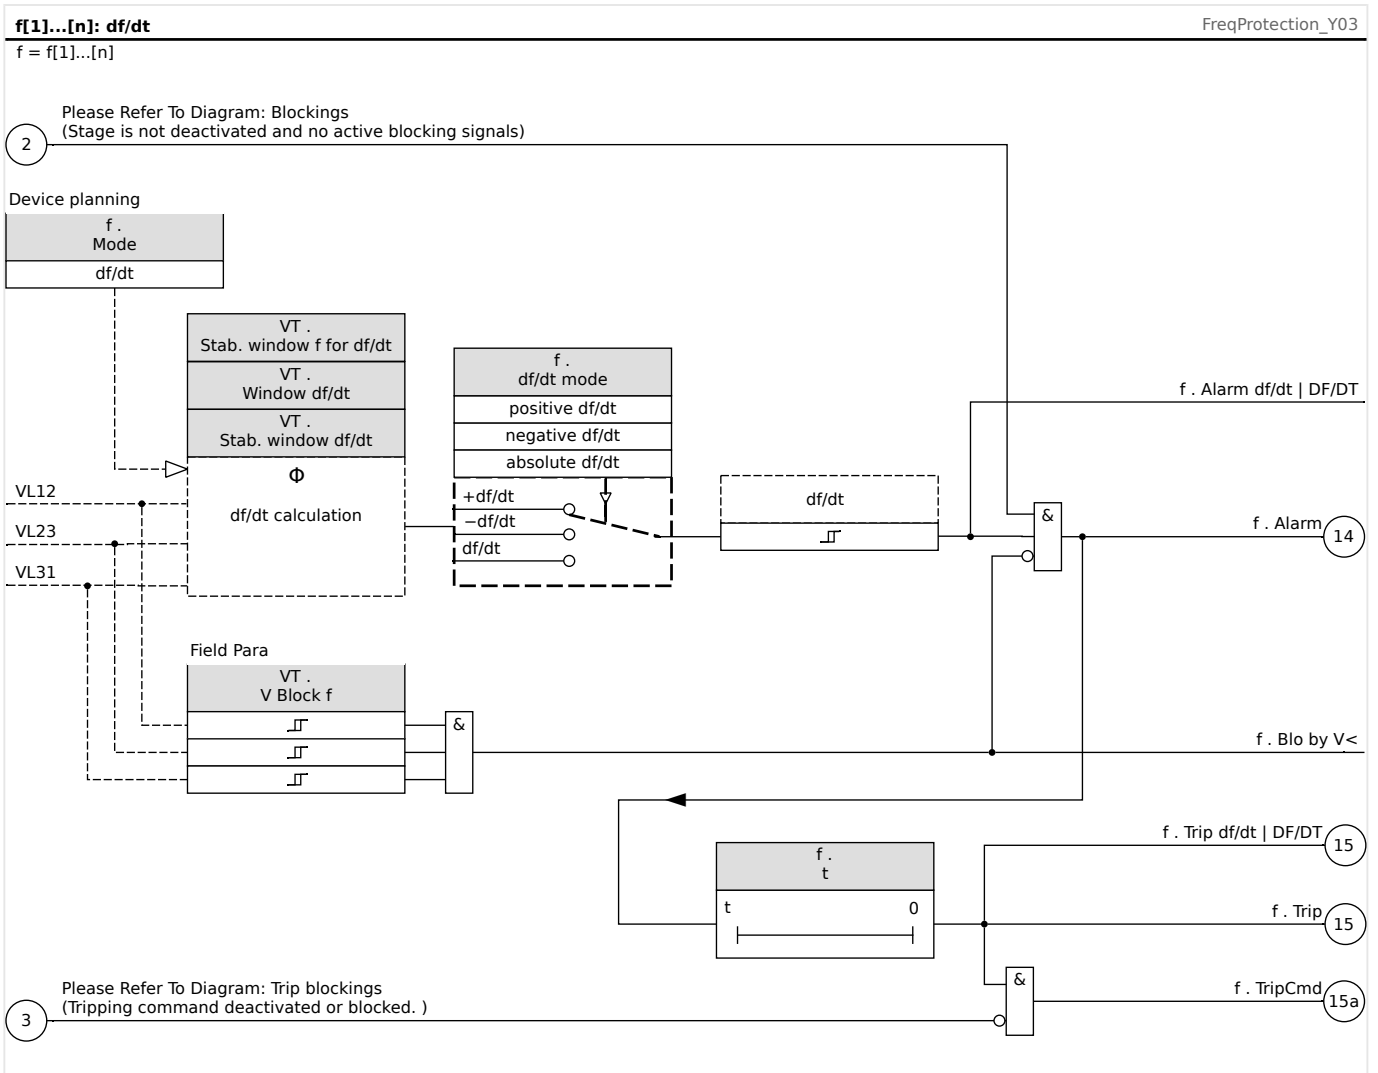 f[1]...[n]: df/dt
FreqProtection_Y03
f = f[1]...[n]
Please Refer To Diagram: Blockings
(Stage is not deactivated and no active blocking signals)
2
Device planning
f .
Mode
df/dt
VT .
Stab. window f for df/dt
VT .
Window df/dt
VT .
Stab. window df/dt
Φ
df/dt calculation
f .
df/dt mode
positive df/dt
negative df/dt
absolute df/dt
+df/dt
−df/dt
df/dt
df/dt
f . Alarm df/dt | DF/DT
&
f . Alarm
14
VL12
VL23
VL31
Field Para
VT .
V Block f
&
f . Blo by V<
f .
t
t
0
f . Trip df/dt | DF/DT
15
f . Trip
15
Please Refer To Diagram: Trip blockings
(Tripping command deactivated or blocked. )
3
&
f . TripCmd
15a